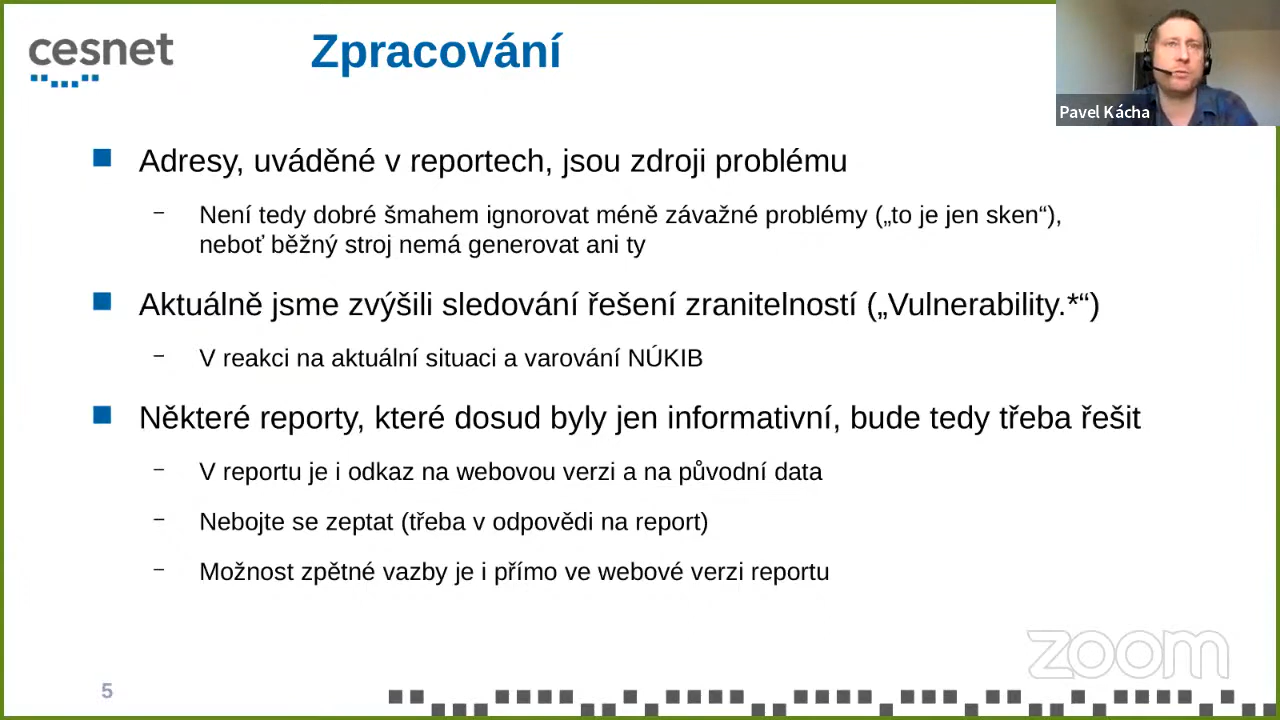 cesnet
Zpracování
Pavel Kácha
Adresy, uváděné v reportech, jsou zdroji problému
– Není tedy dobré šmahem ignorovat méně závažné problémy („to je jen sken“),
neboť běžný stroj nemá generovat ani ty
Aktuálně jsme zvýšili sledování řešení zranitelností („Vulnerability.*“)
– V reakci na aktuální situaci a varování NÚKIB
Některé reporty, které dosud byly jen informativní, bude tedy třeba řešit
– V reportu je i odkaz na webovou verzi a na původní data
– Nebojte se zeptat (třeba v odpovědi na report)
– Možnost zpětné vazby je i přímo ve webové verzi reportu
zoom
5